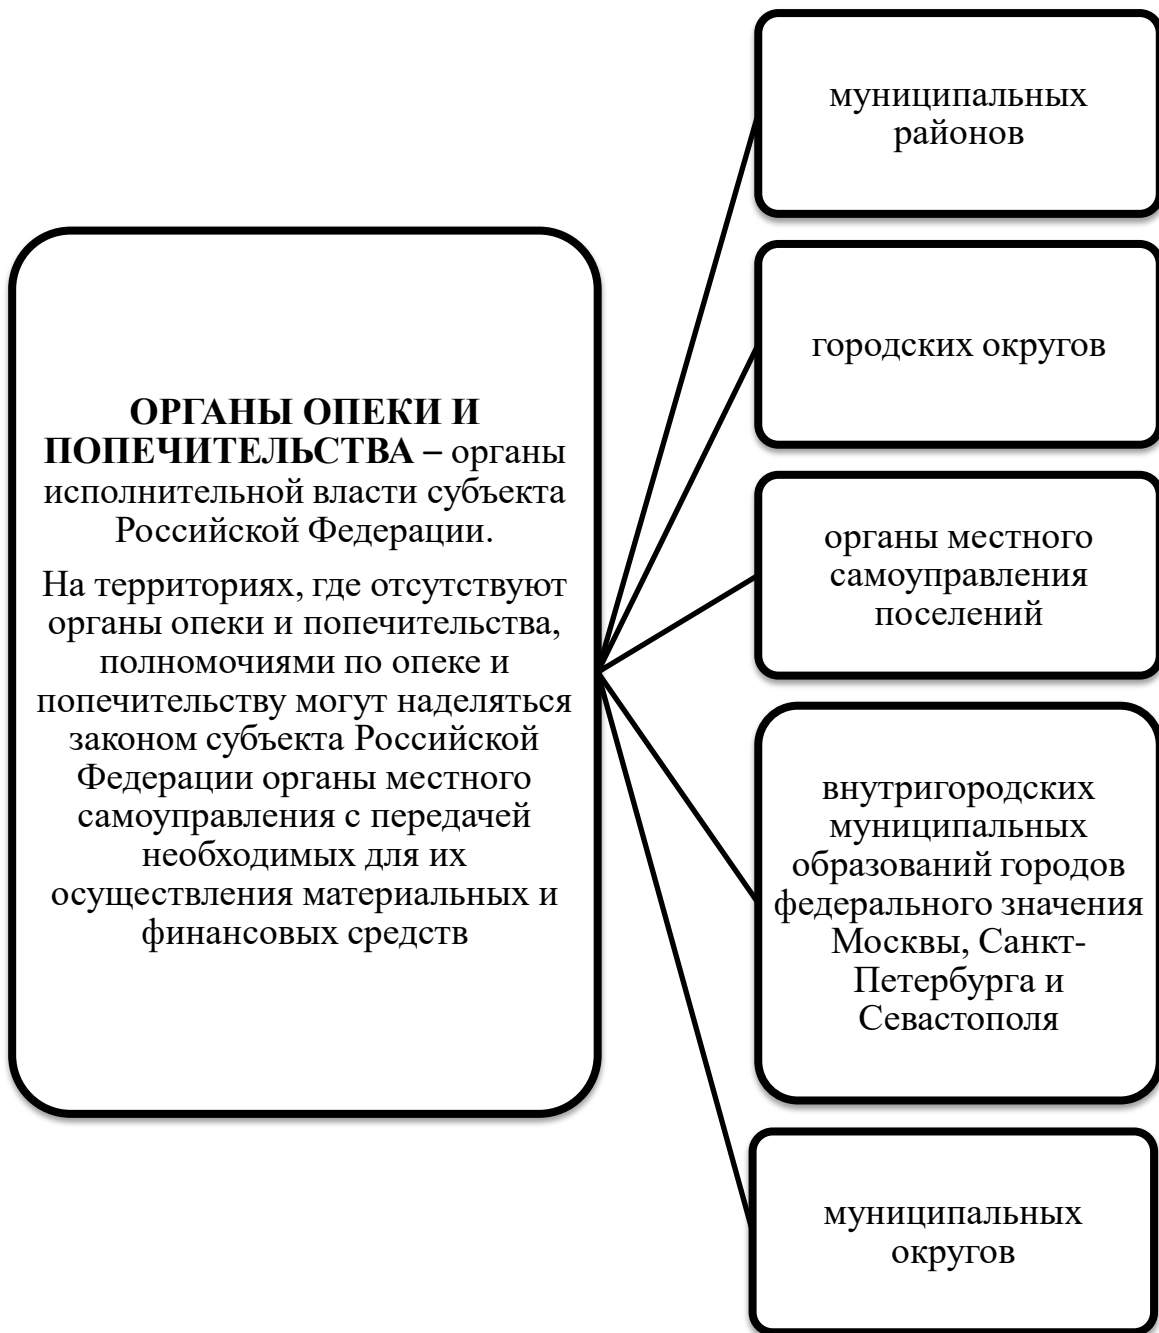 ОРГАНЫ ОПЕКИ И
ПОПЕЧИТЕЛЬСТВА – органы
исполнительной власти субъекта
Российской Федерации.
На территориях, где отсутствуют
органы опеки и попечительства,
полномочиями по опеке и
попечительству могут наделяться
законом субъекта Российской
Федерации органы местного
самоуправления с передачей
необходимых для их
осуществления материальных и
финансовых средств
муниципальных
районов
городских округов
органы местного
самоуправления
поселений
внутригородских
муниципальных
образований городов
федерального значения
Москвы, Санкт-
Петербурга и
Севастополя
муниципальных
округов